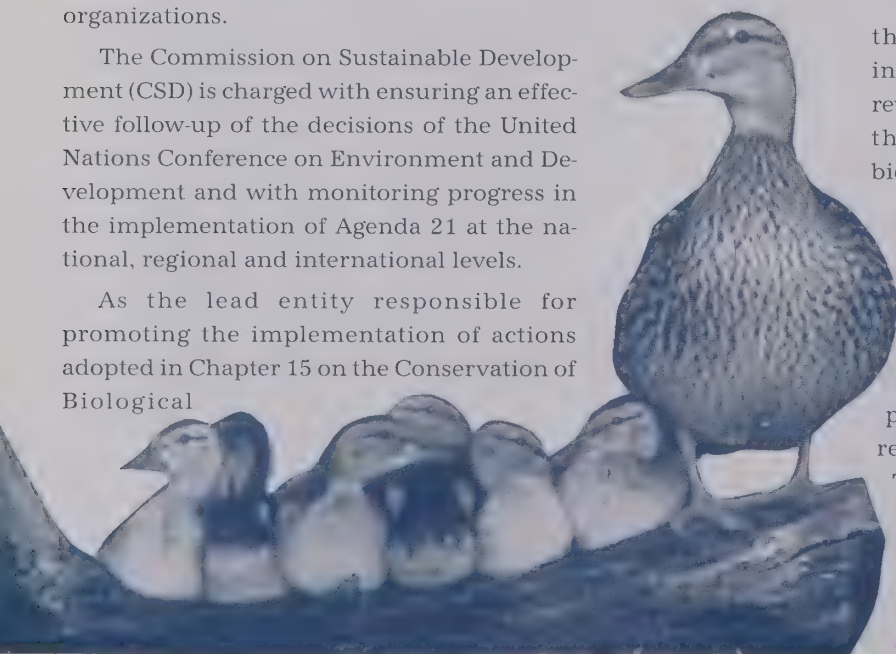 organizations.
The Commission on Sustainable Develop-
ment (CSD) is charged with ensuring an effec-
tive follow-up of the decisions of the United
Nations Conference on Environment and De-
velopment and with monitoring progress in
the implementation of Agenda 21 at the na-
tional, regional and international levels.
As the lead entity responsible for
promoting the implementation of actions
adopted in Chapter 15 on the Conservation of
Biological